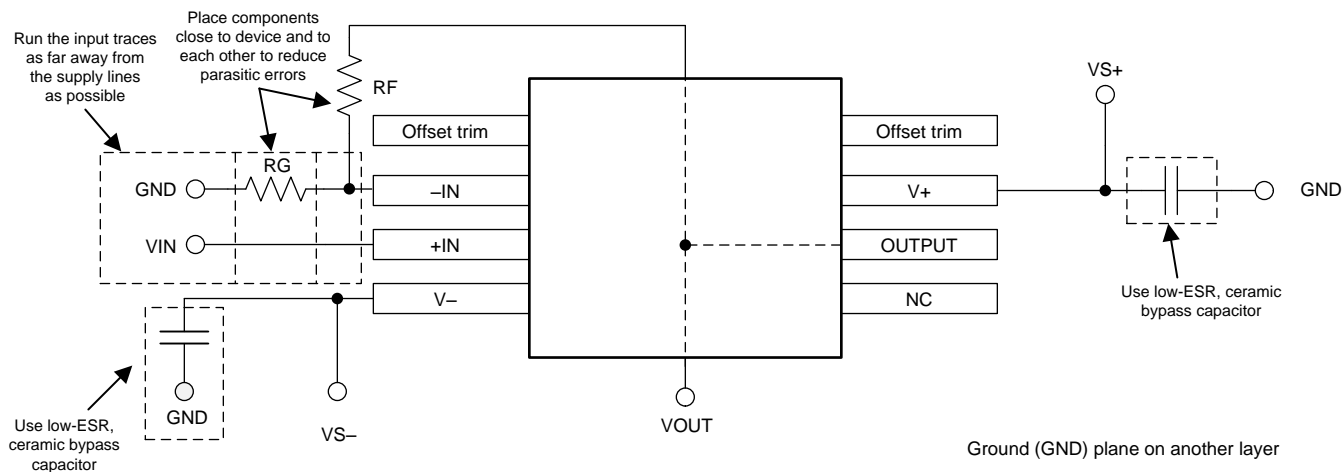 Place components
close to device and to
each other to reduce
parasitic errors
Run the input traces
as far away from
the supply lines
as possible
RF
VS+
Offset trim
Offset trim
RG
GND
–IN
V+
GND
VIN
+IN
OUTPUT
V–
NC
Use low-ESR, ceramic
bypass capacitor
GND
VS–
VOUT
Use low-ESR,
ceramic bypass
capacitor
Ground (GND) plane on another layer